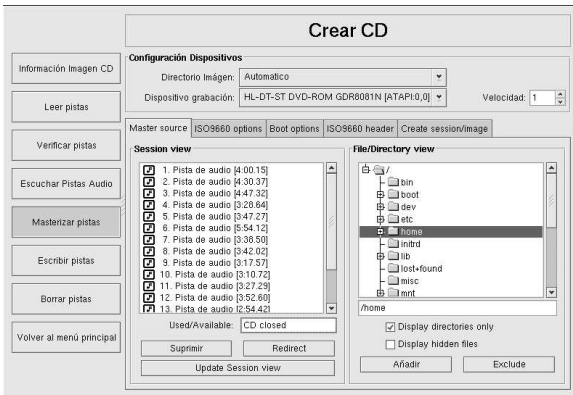 Crear CD
Configuración Dispositivos
Directorio Imágen: Automatico
Dispositivo grabación: HL-DT-ST DVD-ROM GDR8081N [ATAPI:0,0] Velocidad: 1
Información Imagen CD
Leer pistas
Verificar pistas
Escuchar Pistas Audio
Masterizar pistas
Escribir pistas
Borrar pistas
Volver al menú principal
Master source ISO9660 options Boot options ISO9660 header Create session/image
Session view
1. Pista de audio [4:00.15]
2. Pista de audio [4:30.37]
3. Pista de audio [4:47.32]
4. Pista de audio [3:28.64]
5. Pista de audio [3:47.27]
6. Pista de audio [5:54.12]
7. Pista de audio [3:38.50]
8. Pista de audio [3:42.02]
9. Pista de audio [3:17.57]
10. Pista de audio [3:10.72]
11. Pista de audio [3:27.29]
12. Pista de audio [3:52.60]
13. Pista de audio [2:54.42]
Used/Available: CD closed
Suprimir Redirect
Update Session view
File/Directory view
/
bin
boot
dev
etc
home
initrd
lib
lost+found
misc
mnt
/home
Display directories only
Display hidden files
Añadir Exclude